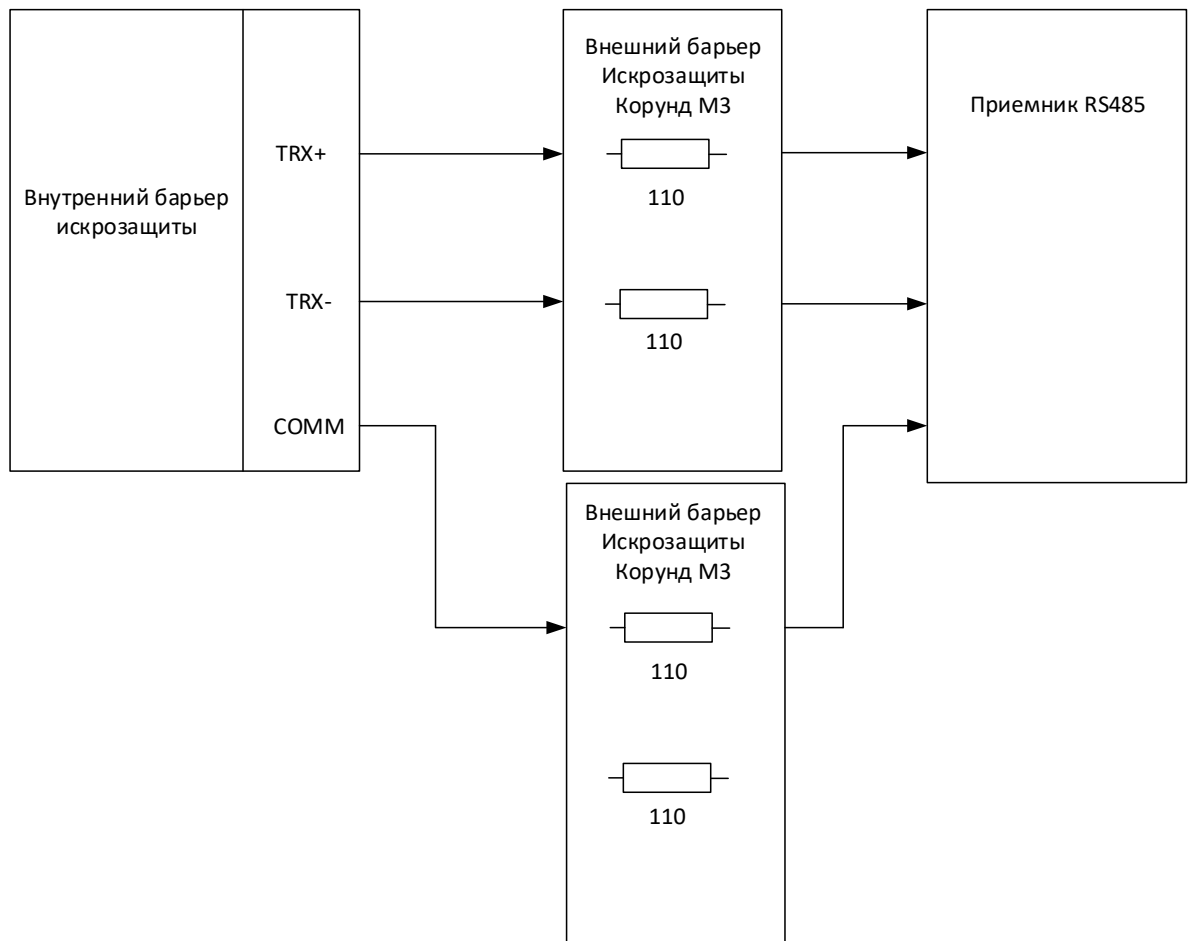 Внутренний барьер
искрозащиты
TRX+
TRX-
COMM
Внешний барьер
Искрозащиты
Корунд М3
110
110
Внешний барьер
Искрозащиты
Корунд М3
110
110
Приемник RS485